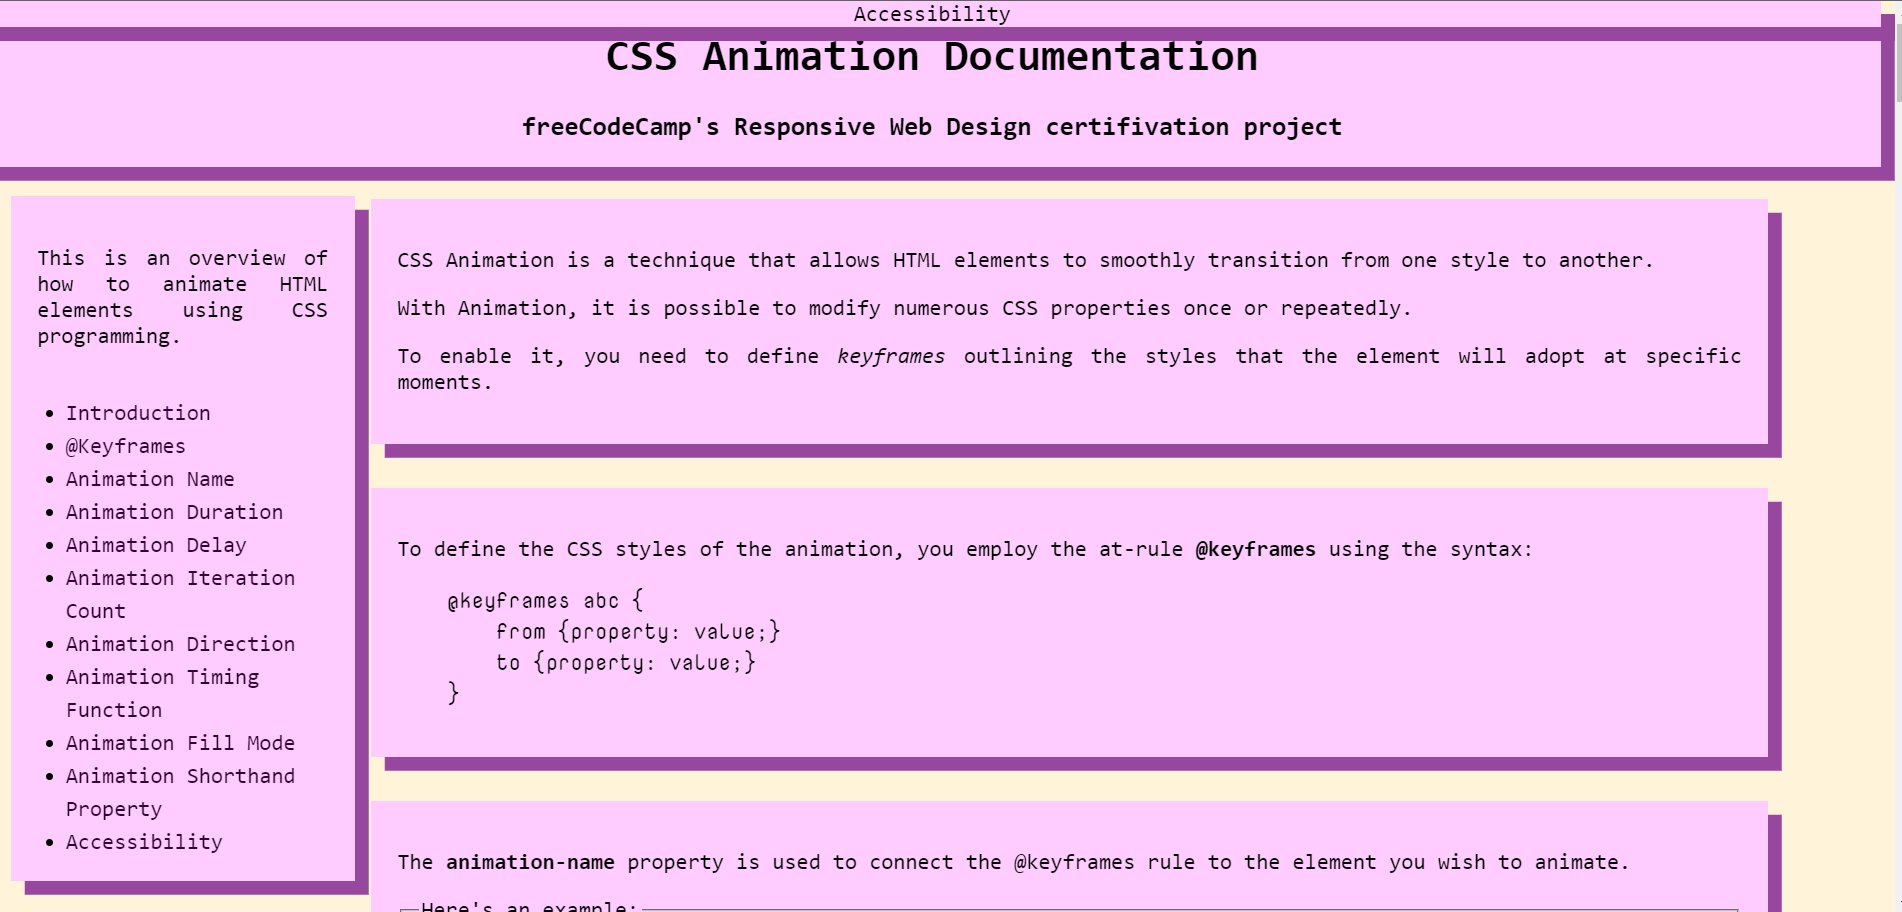 Accessibility
CSS Animation Documentation
freeCodeCamp's Responsive Web Design certifivation project
This is an overview of
how to animate HTML
elements using CSS
programming.
Introduction
@Keyframes
Animation Name
Animation Duration
Animation Delay
Animation Iteration
Count
Animation Direction
Animation Timing
Function
Animation Fill Mode
Animation Shorthand
Property
Accessibility
CSS Animation is a technique that allows HTML elements to smoothly transition from one style to another.
With Animation, it is possible to modify numerous CSS properties once or repeatedly.
To enable it, you need to define keyframes outlining the styles that the element will adopt at specific
moments.
To define the CSS styles of the animation, you employ the at-rule @keyframes using the syntax:
@keyframes abc {
from {property: value;}
to {property: value;}
}
The animation-name property is used to connect the @keyframes rule to the element you wish to animate.
Here's an example: